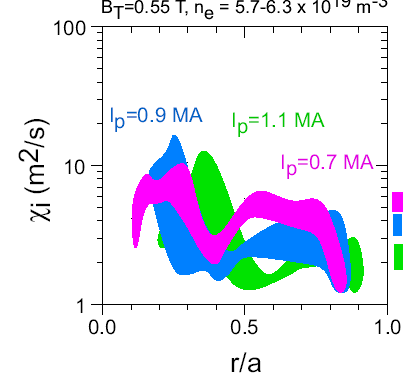 B_T=0.55 T, n_e = 5.7-6.3 x 10^19 m^-3
100
I_p=0.9 MA
I_p=1.1 MA
I_p=0.7 MA
10
χi (m2/s)
1
0.0
0.5
1.0
r/a